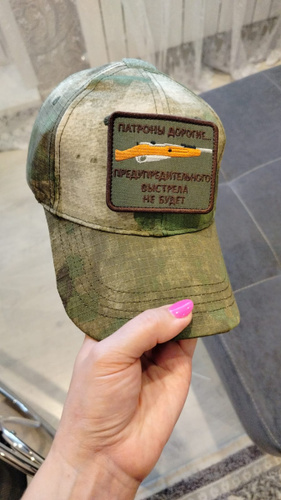 ПАТРОНЫ ДОРОГИЕ...
ПРЕДУПРЕДИТЕЛЬНОГО
ВЫСТРЕЛА
НЕ БУДЕТ